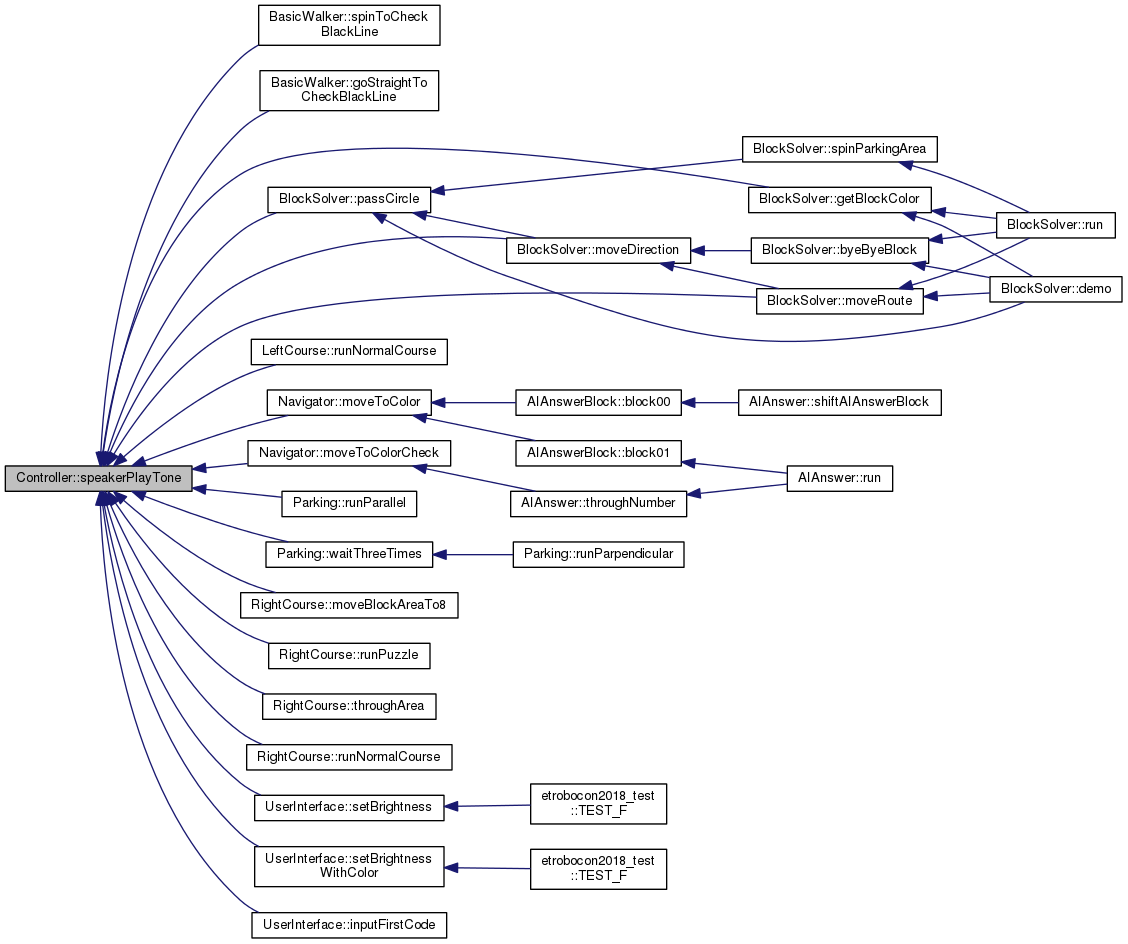 BasicWalker::spinToCheck
BlackLine
BasicWalker::goStraightTo
CheckBlackLine
BlockSolver::spinParkingArea
BlockSolver::passCircle
BlockSolver::getBlockColor
BlockSolver::run
BlockSolver::moveDirection
BlockSolver::byeByeBlock
BlockSolver::demo
BlockSolver::moveRoute
LeftCourse::runNormalCourse
Navigator::moveToColor
AIAnswerBlock::block00
AIAnswer::shiftAIAnswerBlock
Navigator::moveToColorCheck
AIAnswerBlock::block01
Controller::speakerPlayTone
AIAnswer::run
Parking::runParallel
AIAnswer::throughNumber
Parking::waitThreeTimes
Parking::runParpendicular
RightCourse::moveBlockAreaTo8
RightCourse::runPuzzle
RightCourse::throughArea
RightCourse::runNormalCourse
UserInterface::setBrightness
etrobocon2018_test
::TEST_F
UserInterface::setBrightness
WithColor
etrobocon2018_test
::TEST_F
UserInterface::inputFirstCode